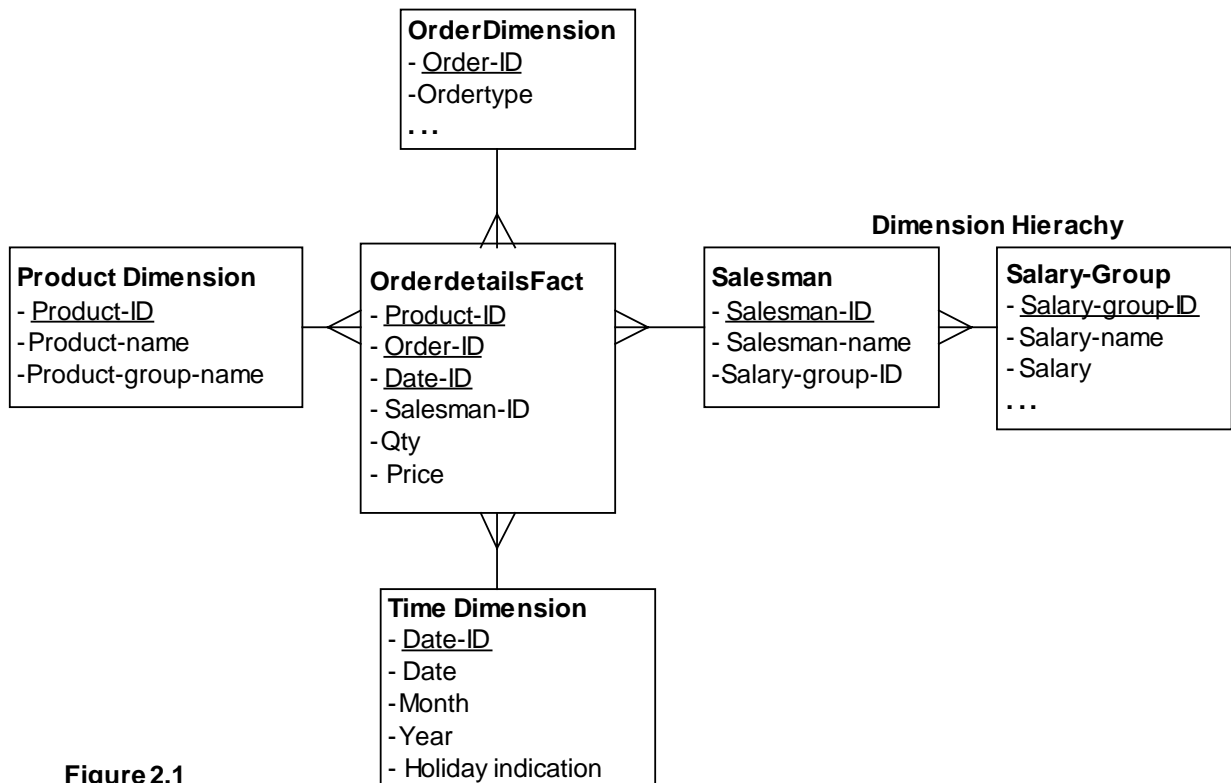 OrderDimension
- Order-ID
-Ordertype
...
Product Dimension
- Product-ID
-Product-name
-Product-group-name
OrderdetailsFact
- Product-ID
- Order-ID
- Date-ID
- Salesman-ID
-Qty
- Price
Dimension Hierachy
Salesman
- Salesman-ID
- Salesman-name
-Salary-group-ID
Salary-Group
- Salary-group-ID
- Salary-name
- Salary
...
Time Dimension
- Date-ID
- Date
-Month
-Year
- Holiday indication
Figure 2.1